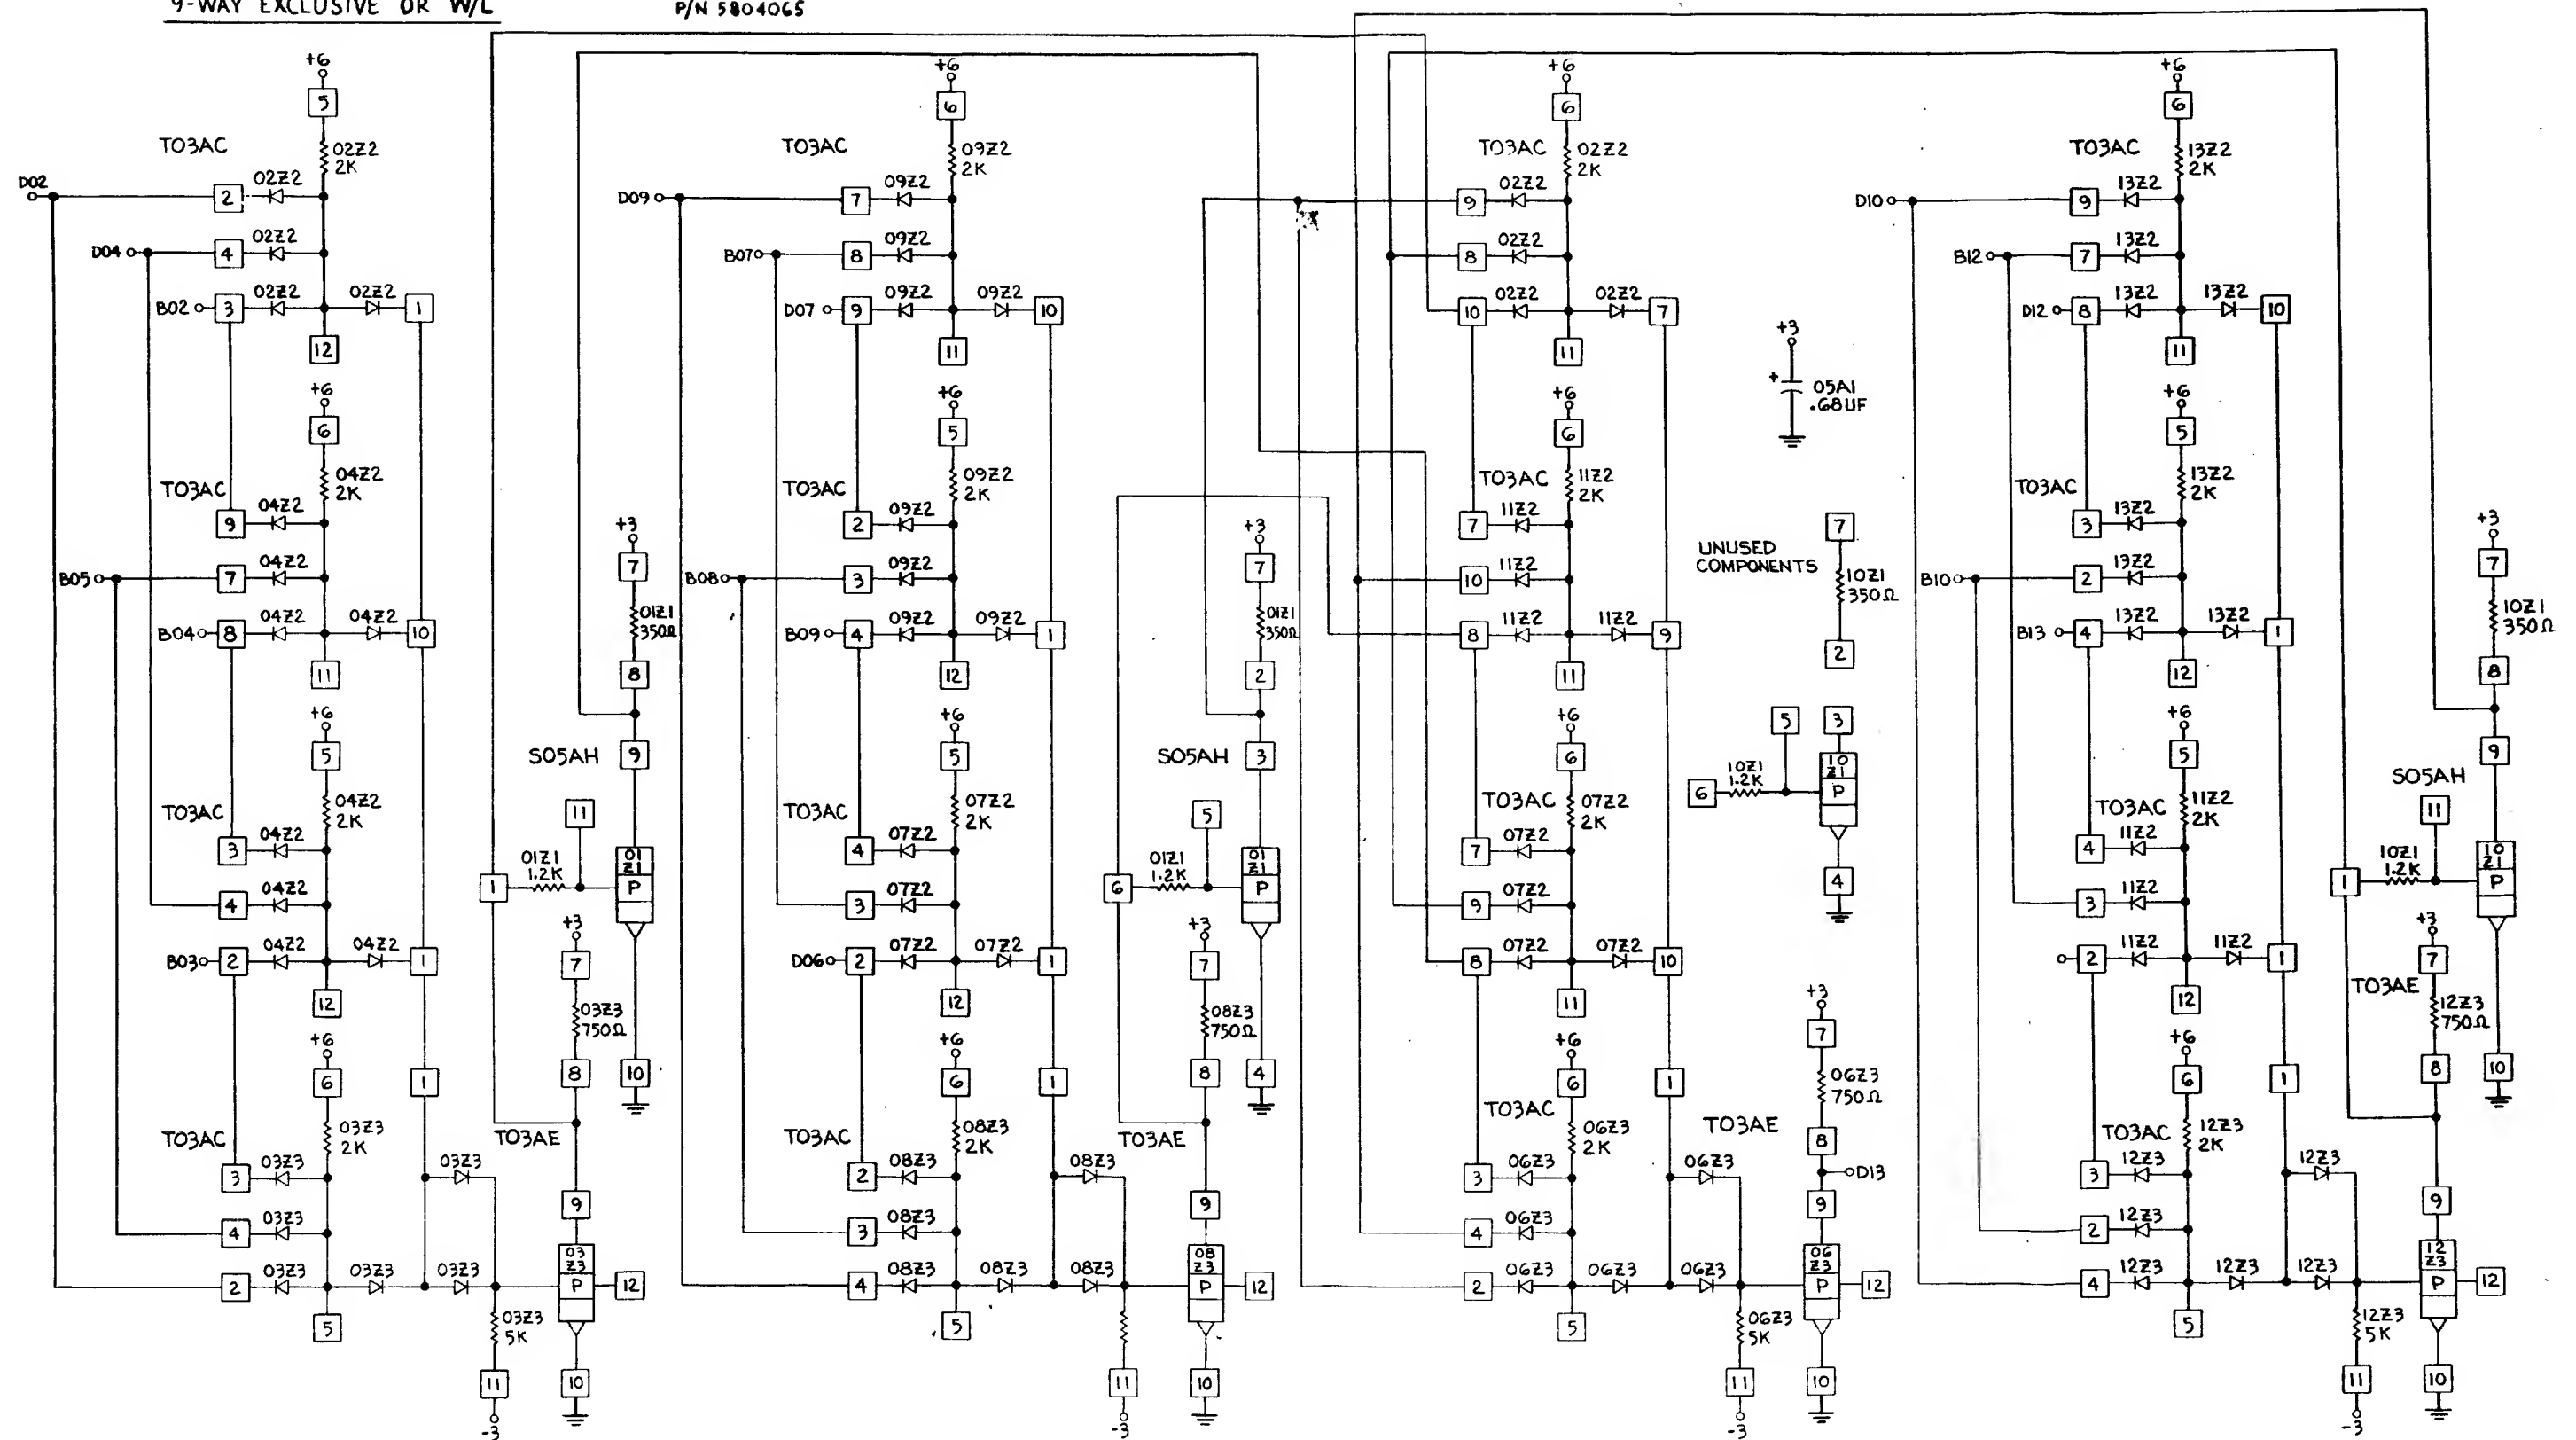 9-WAY EXCLUSIVE OR W/L
P/N 5804065
+6
5
T03AC
02Z2
2K
D02
2
02Z2
D04
4
02Z2
B02
3
02Z2
02Z2
1
12
+6
6
T03AC
04Z2
2K
9
04Z2
B05
7
04Z2
B04
8
04Z2
04Z2
10
11
+6
5
T03AC
04Z2
2K
3
04Z2
4
04Z2
B03
2
04Z2
04Z2
1
12
+6
6
1
T03AC
03Z3
2K
3
03Z3
03Z3
4
03Z3
2
03Z3
03Z3
03Z3
5
03Z3
5K
11
-3
+3
7
01Z1
350Ω
8
S05AH
9
11
01Z1
1.2K
1
01
Z1
P
10
+3
7
03Z3
750Ω
8
T03AE
9
03
Z3
P
12
10
+6
6
T03AC
09Z2
2K
D09
7
09Z2
B07
8
09Z2
D07
9
09Z2
09Z2
10
11
+6
5
T03AC
09Z2
2K
2
09Z2
B08
3
09Z2
B09
4
09Z2
09Z2
1
12
+6
5
T03AC
07Z2
2K
4
07Z2
3
07Z2
D06
2
07Z2
07Z2
1
12
+6
6
1
T03AC
08Z3
2K
2
08Z3
08Z3
3
08Z3
4
08Z3
08Z3
08Z3
5
11
-3
+3
7
01Z1
350Ω
2
S05AH
3
5
01Z1
1.2K
6
01
Z1
P
4
+3
7
08Z3
750Ω
8
T03AE
9
08
Z3
P
12
10
+6
6
T03AC
02Z2
2K
9
02Z2
8
02Z2
10
02Z2
02Z2
7
11
+6
6
T03AC
11Z2
2K
7
11Z2
10
11Z2
8
11Z2
11Z2
9
11
+6
6
T03AC
07Z2
2K
7
07Z2
9
07Z2
8
07Z2
07Z2
10
11
+6
6
1
T03AC
06Z3
2K
3
06Z3
06Z3
4
06Z3
2
06Z3
06Z3
06Z3
5
06Z3
5K
11
-3
+3
+
05A1
.68UF
UNUSED
COMPONENTS
7
10Z1
350Ω
2
5
3
10Z1
1.2K
6
10
Z1
P
4
+3
7
06Z3
750Ω
8
T03AE
D13
9
06
Z3
P
12
10
+6
6
T03AC
13Z2
2K
D10
9
13Z2
B12
7
13Z2
D12
8
13Z2
13Z2
10
11
+6
5
T03AC
13Z2
2K
3
13Z2
B10
2
13Z2
B13
4
13Z2
13Z2
1
12
+6
5
T03AC
11Z2
2K
4
11Z2
3
11Z2
2
11Z2
11Z2
1
12
+6
6
1
T03AC
12Z3
2K
3
12Z3
12Z3
2
12Z3
4
12Z3
12Z3
12Z3
5
12Z3
5K
11
-3
+3
7
10Z1
350Ω
8
9
S05AH
11
10Z1
1.2K
1
10
Z1
P
10
+3
7
T03AE
12Z3
750Ω
8
9
12
Z3
P
12
10